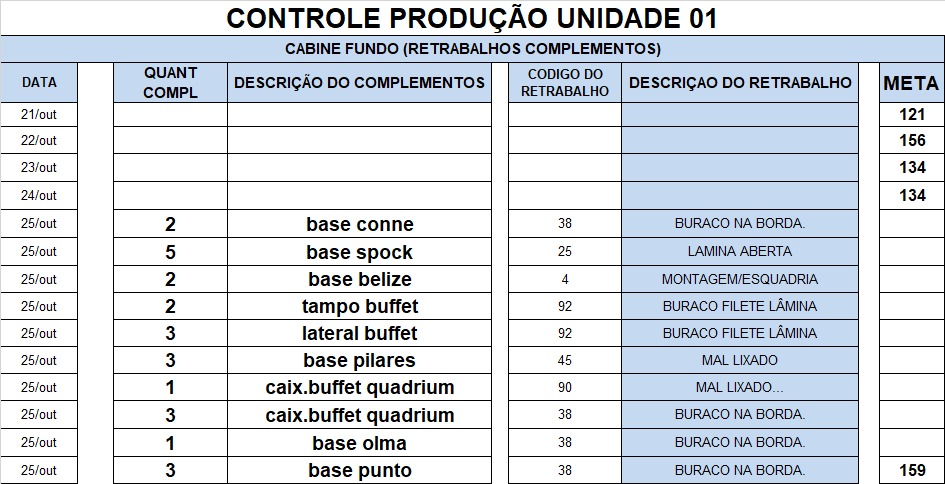 CONTROLE PRODUÇÃO UNIDADE 01
CABINE FUNDO (RETRABALHOS COMPLEMENTOS)
DATA QUANT COMPL DESCRIÇÃO DO COMPLEMENTOS CODIGO DO RETRABALHO DESCRIÇAO DO RETRABALHO META
21/out 121
22/out 156
23/out 134
24/out 134
25/out 2 base conne 38 BURACO NA BORDA.
25/out 5 base spock 25 LAMINA ABERTA
25/out 2 base belize 4 MONTAGEM/ESQUADRIA
25/out 2 tampo buffet 92 BURACO FILETE LÂMINA
25/out 3 lateral buffet 92 BURACO FILETE LÂMINA
25/out 3 base pilares 45 MAL LIXADO
25/out 1 caix.buffet quadrium 90 MAL LIXADO...
25/out 3 caix.buffet quadrium 38 BURACO NA BORDA.
25/out 1 base olma 38 BURACO NA BORDA.
25/out 3 base punto 38 BURACO NA BORDA. 159